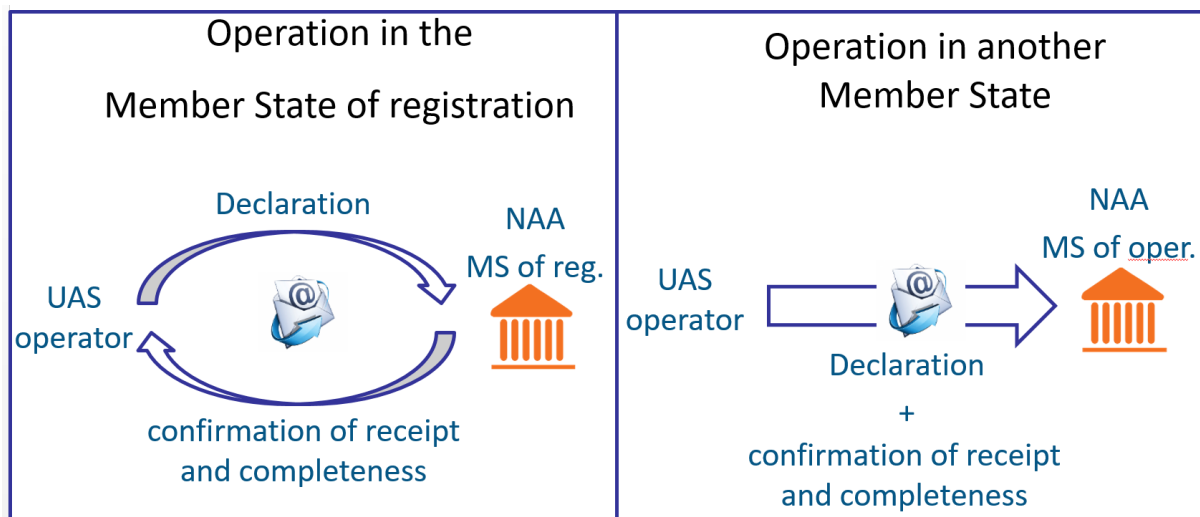 Operation in the
Member State of registration
Declaration
NAA
MS of reg.
UAS
operator
@
confirmation of receipt
and completeness
Operation in another
Member State
NAA
MS of oper.
UAS
operator
@
Declaration
+
confirmation of receipt
and completeness